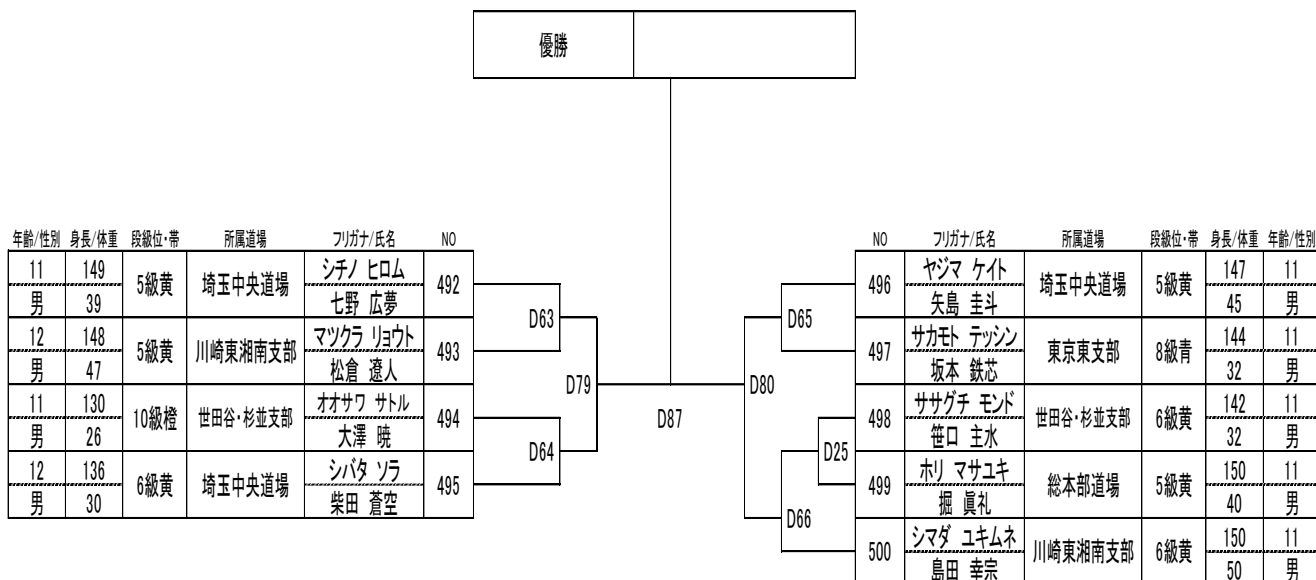 優勝
年齢/性別 身長/体重 段級位・帯 所属道場 フリガナ/氏名 NO
11 149 5級黄 埼玉中央道場 シチノ ヒロム 492
男 39 七野 広夢
12 148 5級黄 川崎東湘南支部 マツクラ リョウト 493
男 47 松倉 遼人
11 130 10級橙 世田谷・杉並支部 オオサワ サトル 494
男 26 大澤 暁
12 136 6級黄 埼玉中央道場 シバタ ソラ 495
男 30 柴田 蒼空
D63
D79
D64
D87
D65
D80
D25
D66
NO フリガナ/氏名 所属道場 段級位・帯 身長/体重 年齢/性別
496 ヤジマ ケイト 埼玉中央道場 5級黄 147 11
矢島 圭斗 45 男
497 サカモト テッシン 東京東支部 8級青 144 11
坂本 鉄芯 32 男
498 ササグチ モンド 世田谷・杉並支部 6級黄 142 11
笹口 主水 32 男
499 ホリ マサユキ 総本部道場 5級黄 150 11
掘 眞礼 40 男
500 シマダ ユキムネ 川崎東湘南支部 6級黄 150 11
島田 幸宗 50 男